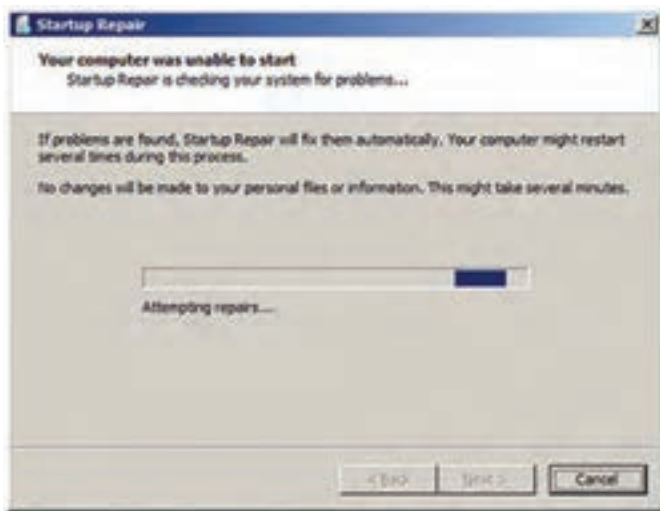 Startup Repair
Your computer was unable to start
Startup Repair is checking your system for problems...
If problems are found, Startup Repair will fix them automatically. Your computer might restart
several times during this process.
No changes will be made to your personal files or information. This might take several minutes.
Attempting repairs...
< Back
Next >
Cancel